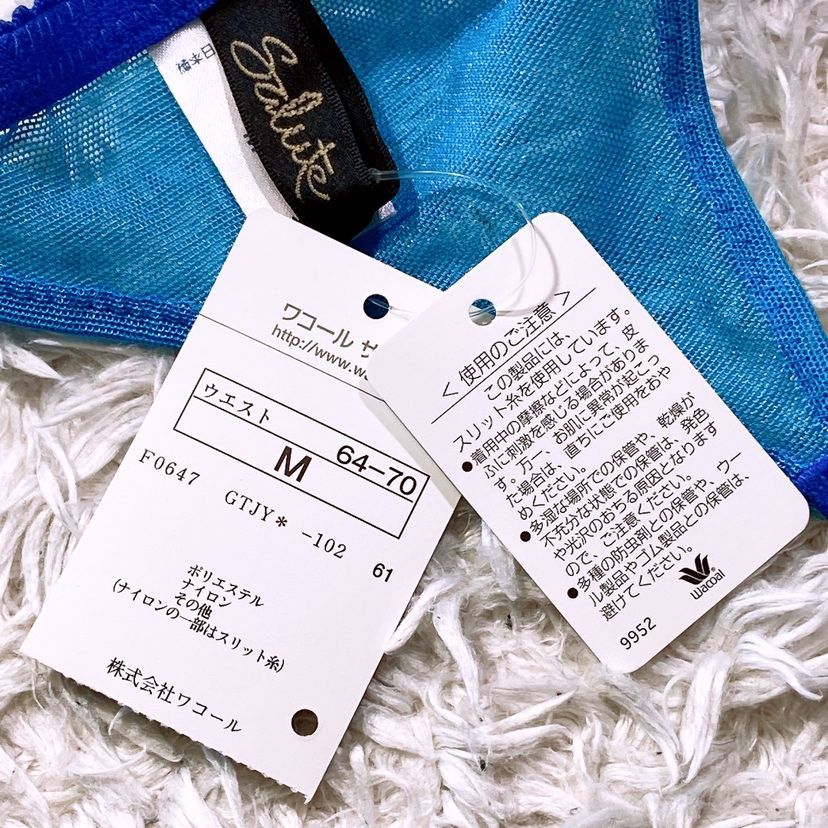 日本製
Salute
ワコール サ
http://www.w
ウエスト
M 64-70
F0647 GTJY* -102 61
ポリエステル
ナイロン
その他
(ナイロンの一部はスリット糸)
株式会社ワコール
<使用のご注意>
この製品には、
スリット糸を使用しています。
●着用中の摩擦などによって、皮
ふに刺激を感じる場合がありま
す。万一、お肌に異常が起こっ
た場合は、直ちにご使用をおや
めください。
●多湿な場所での保管や、乾燥が
不充分な状態での保管は、発色
や光沢のおちる原因となります
ので、ご注意ください。
●多種の防虫剤との保管や、ウー
ル製品やゴム製品との保管は、
避けてください。
9952
wacoal